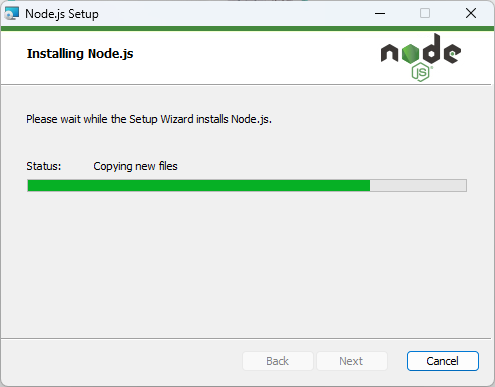 Node.js Setup
Installing Node.js
node
JS
Please wait while the Setup Wizard installs Node.js.
Status: Copying new files
Back Next Cancel